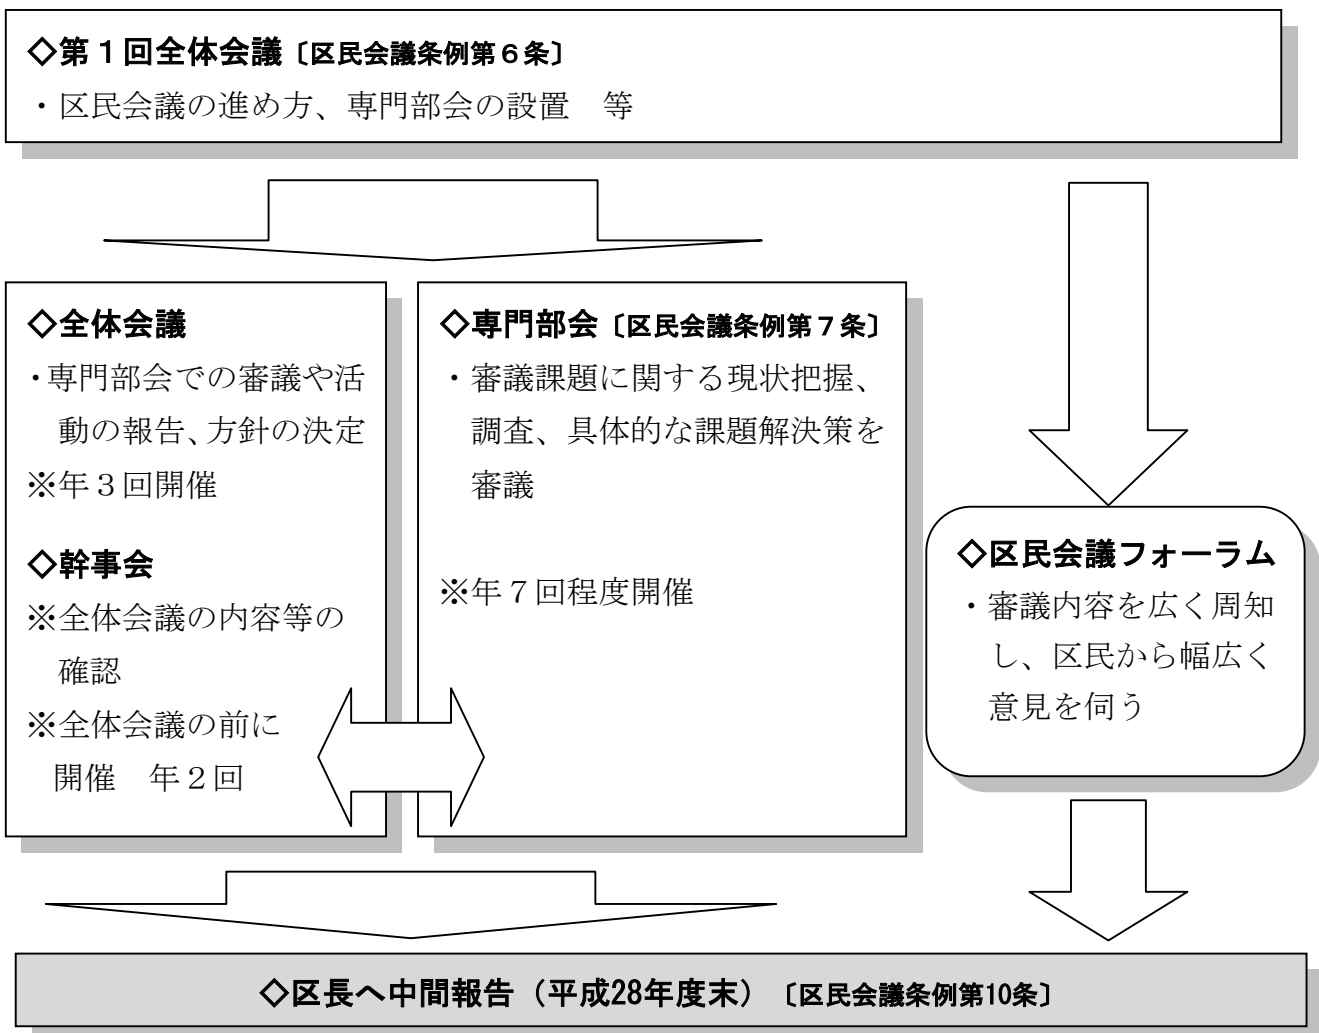 ◇第１回全体会議〔区民会議条例第６条〕
・区民会議の進め方、専門部会の設置　等
◇全体会議
・専門部会での審議や活
動の報告、方針の決定
※年３回開催
◇幹事会
※全体会議の内容等の
確認
※全体会議の前に
開催　年２回
◇専門部会〔区民会議条例第７条〕
・審議課題に関する現状把握、
調査、具体的な課題解決策を
審議
※年７回程度開催
◇区民会議フォーラム
・審議内容を広く周知
し、区民から幅広く
意見を伺う
◇区長へ中間報告（平成28年度末）〔区民会議条例第10条〕